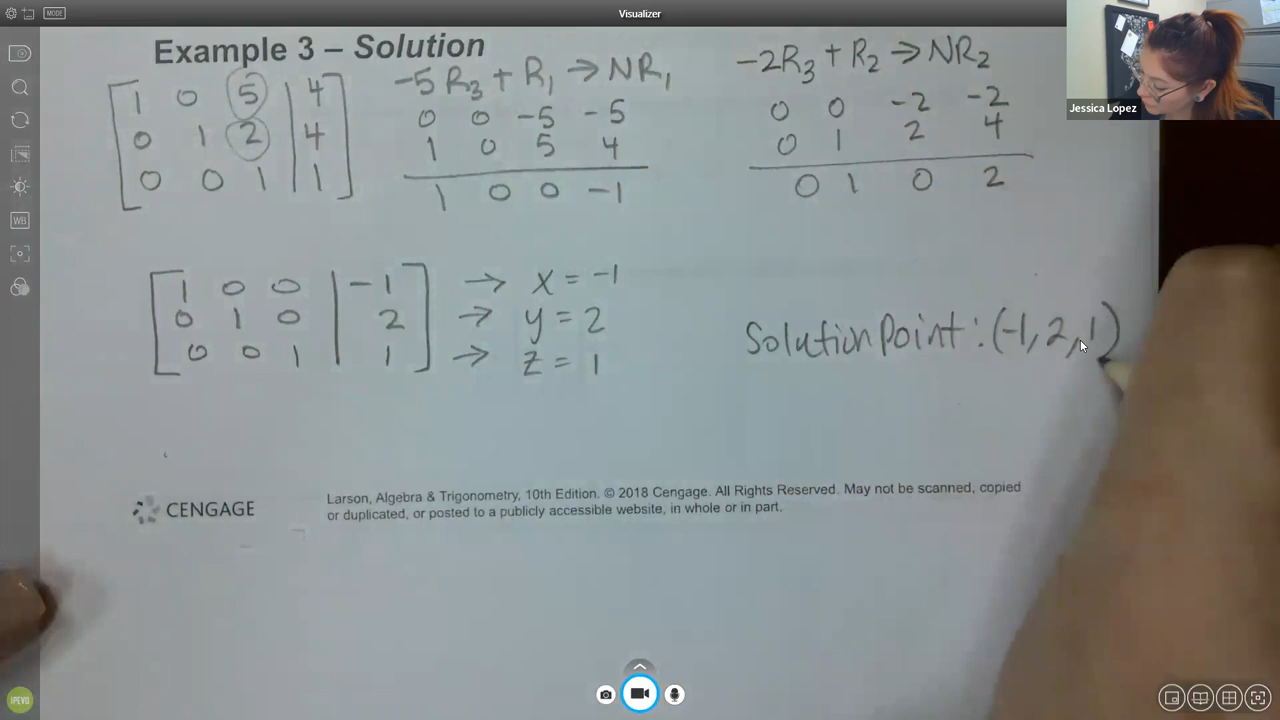 MODE
Visualizer
Example 3 – Solution
-5R₃ + R₁ → NR₁
-2R₃ + R₂ → NR₂
1 0 5 | 4
0 1 2 | 4
0 0 1 | 1
0 0 -5 -5
1 0 5 4
1 0 0 -1
0 0 -2 -2
0 1 2 4
0 1 0 2
Jessica Lopez
WB
1 0 0 | -1 → x = -1
0 1 0 | 2 → y = 2
0 0 1 | 1 → z = 1
Solution Point: (-1, 2, 1)
CENGAGE
Larson, Algebra & Trigonometry, 10th Edition. © 2018 Cengage. All Rights Reserved. May not be scanned, copied
or duplicated, or posted to a publicly accessible website, in whole or in part.
IPEVO